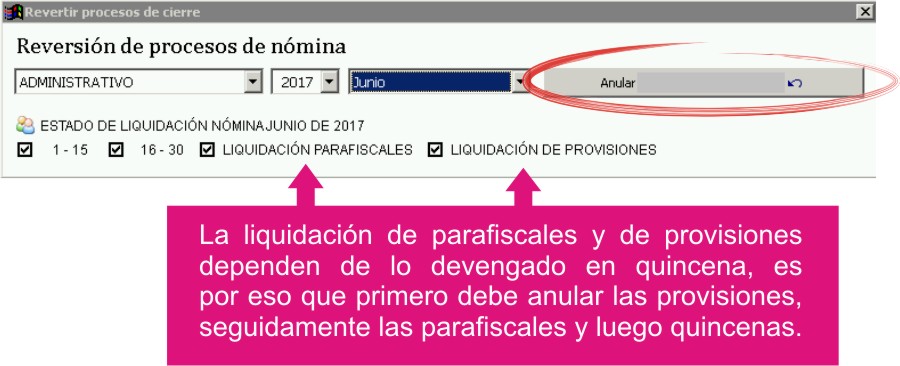 Revertir procesos de cierre
Reversión de procesos de nómina
ADMINISTRATIVO 2017 Junio Anular
ESTADO DE LIQUIDACIÓN NÓMINAJUNIO DE 2017
1 - 15 16 - 30 LIQUIDACIÓN PARAFISCALES LIQUIDACIÓN DE PROVISIONES
La liquidación de parafiscales y de provisiones
dependen de lo devengado en quincena, es
por eso que primero debe anular las provisiones,
seguidamente las parafiscales y luego quincenas.